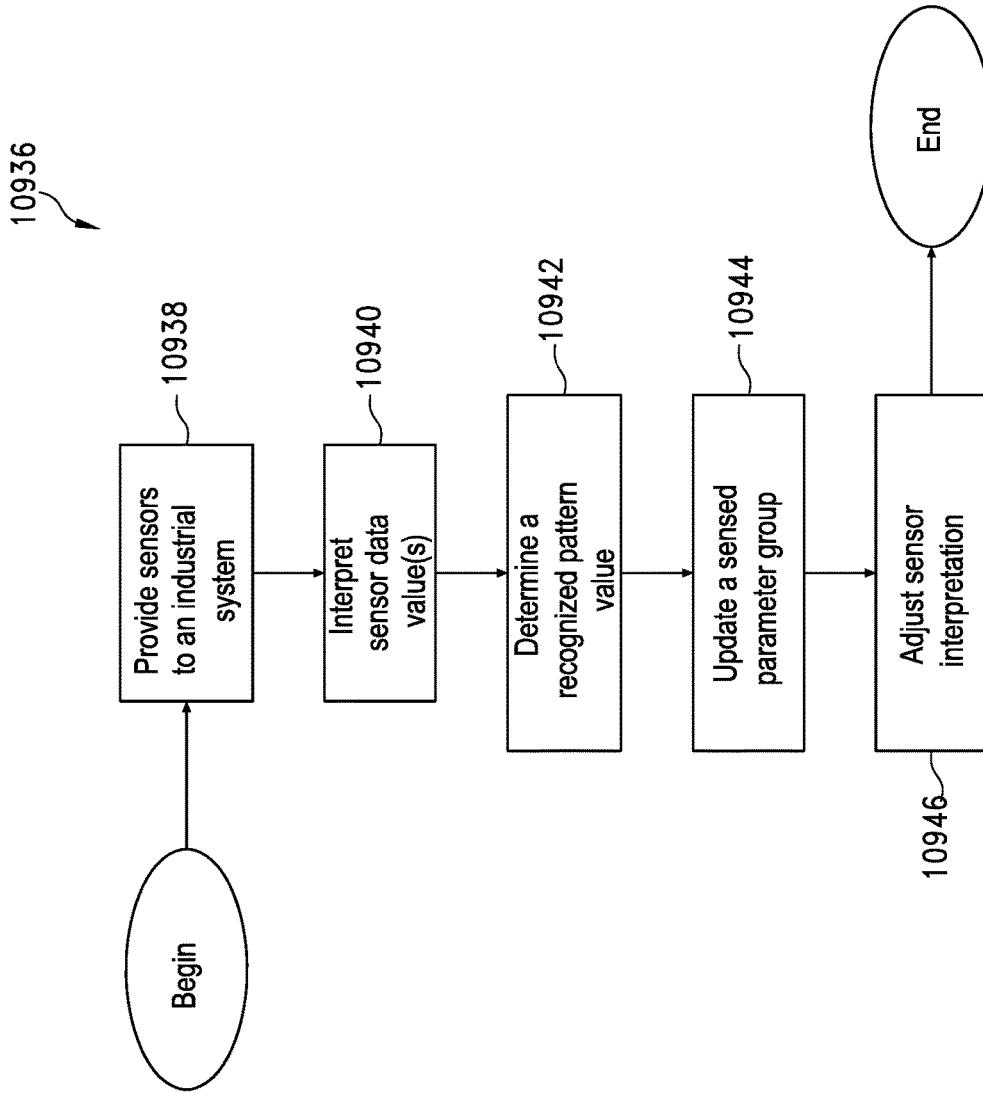 10936
Begin
Provide sensors
to an industrial
system
10938
Interpret
sensor data
value(s)
10940
Determine a
recognized pattern
value
10942
Update a sensed
parameter group
10944
Adjust sensor
interpretation
10946
End